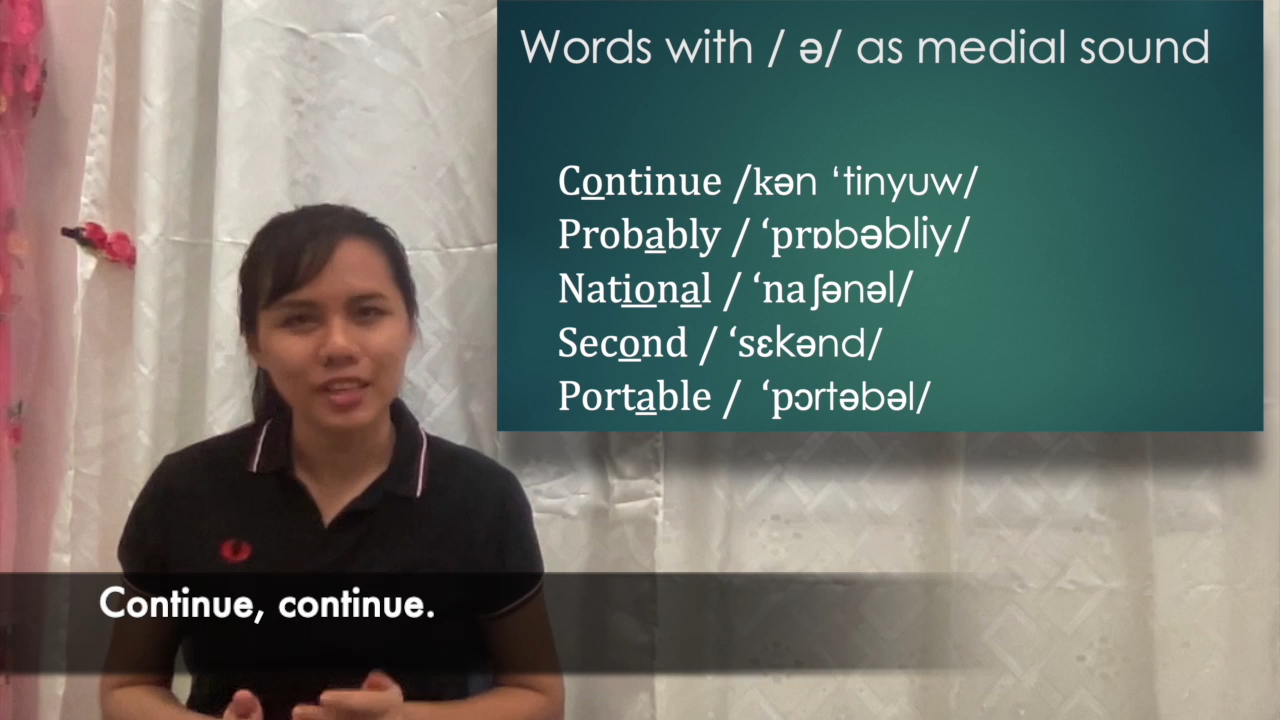 Words with / ə/ as medial sound
Continue /kən ‘tinyuw/
Probably / ‘prɒbəbliy/
National / ‘naʃənəl/
Second / ‘sɛkənd/
Portable / ‘pɔrtəbəl/
Continue, continue.